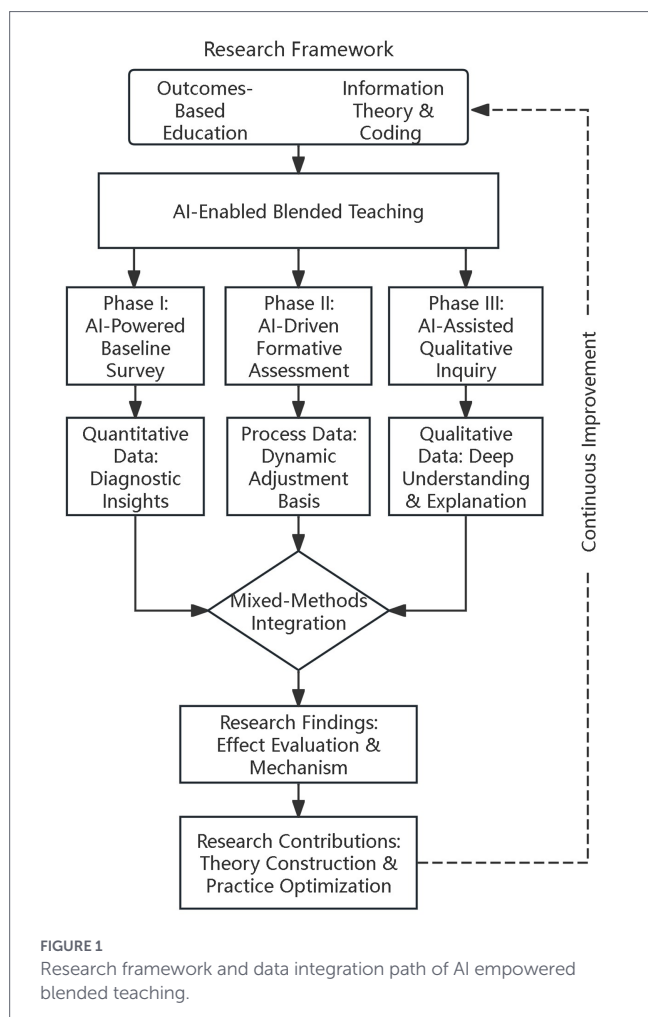 Research Framework
Outcomes-
Based
Education
Information
Theory &
Coding
AI-Enabled Blended Teaching
Phase I:
AI-Powered
Baseline
Survey
Phase II:
AI-Driven
Formative
Assessment
Phase III:
AI-Assisted
Qualitative
Inquiry
Quantitative
Data:
Diagnostic
Insights
Process Data:
Dynamic
Adjustment
Basis
Qualitative
Data: Deep
Understanding
& Explanation
Continuous Improvement
Mixed-Methods
Integration
Research Findings:
Effect Evaluation &
Mechanism
Research Contributions:
Theory Construction &
Practice Optimization
FIGURE 1
Research framework and data integration path of AI empowered
blended teaching.